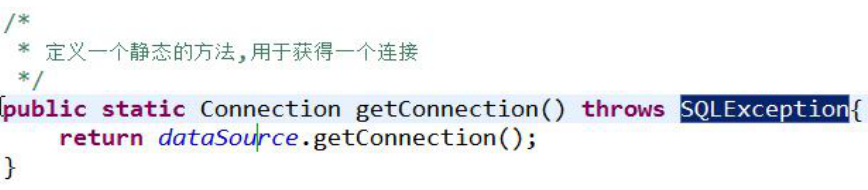 /*
 * 定义一个静态的方法,用于获得一个连接
 */
public static Connection getConnection() throws SQLException{
    return dataSource.getConnection();
}